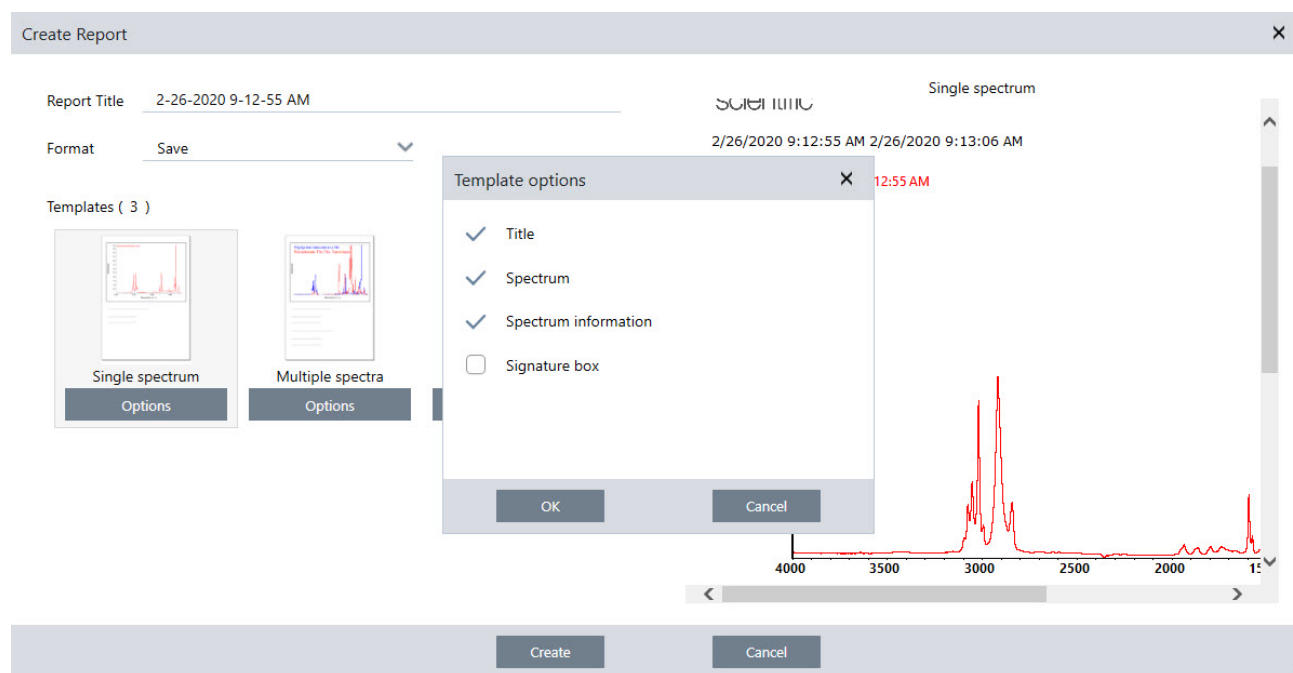 Create Report
Report Title 2-26-2020 9-12-55 AM
Format Save
Templates ( 3 )
Single spectrum
Options
Multiple spectra
Options
Template options
Title
Spectrum
Spectrum information
Signature box
OK Cancel
Single spectrum
scientific
2/26/2020 9:12:55 AM 2/26/2020 9:13:06 AM
12:55 AM
4000 3500 3000 2500 2000
Create Cancel